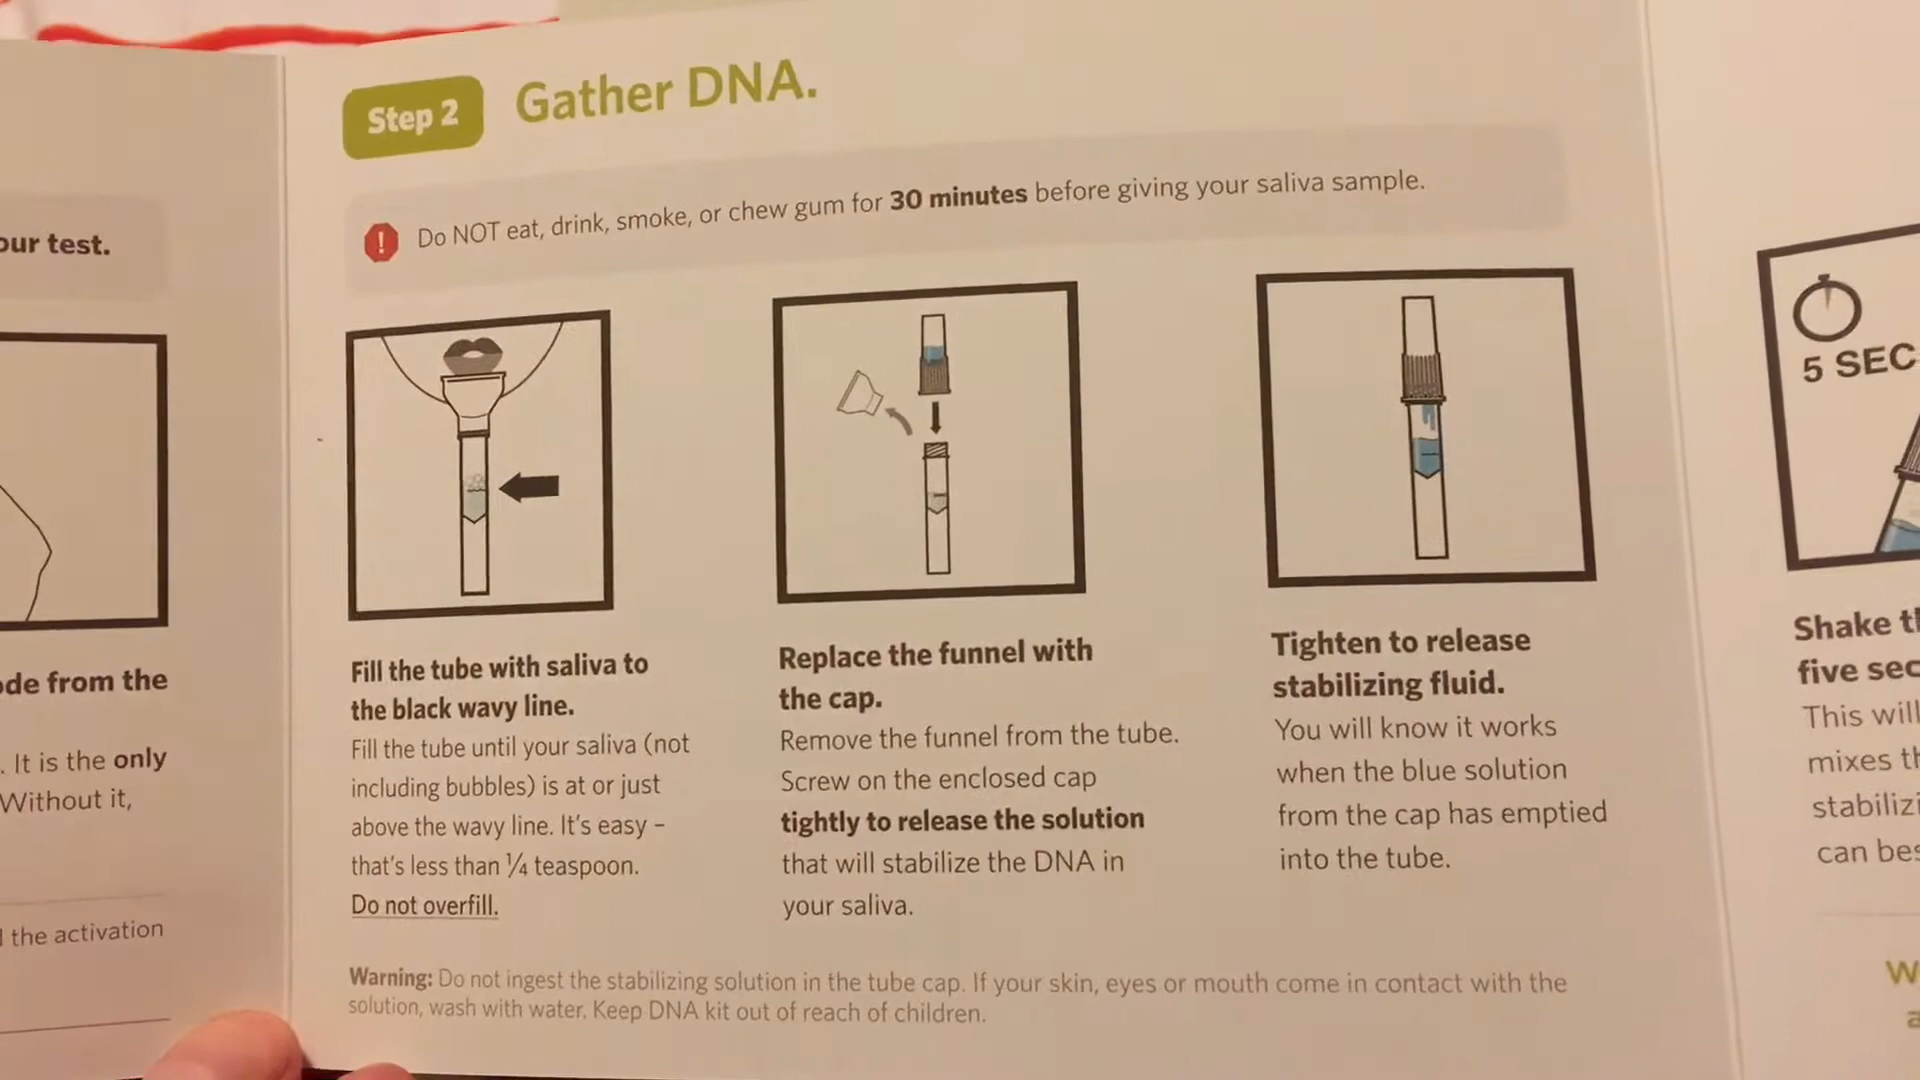 our test.
ode from the
. It is the only
Without it,
the activation
Step 2
Gather DNA.
! Do NOT eat, drink, smoke, or chew gum for 30 minutes before giving your saliva sample.
Fill the tube with saliva to
the black wavy line.
Fill the tube until your saliva (not
including bubbles) is at or just
above the wavy line. It's easy –
that's less than ¼ teaspoon.
Do not overfill.
Replace the funnel with
the cap.
Remove the funnel from the tube.
Screw on the enclosed cap
tightly to release the solution
that will stabilize the DNA in
your saliva.
Tighten to release
stabilizing fluid.
You will know it works
when the blue solution
from the cap has emptied
into the tube.
Warning: Do not ingest the stabilizing solution in the tube cap. If your skin, eyes or mouth come in contact with the
solution, wash with water. Keep DNA kit out of reach of children.
5 SEC
Shake t
five sec
This will
mixes th
stabilizi
can bes
W
a